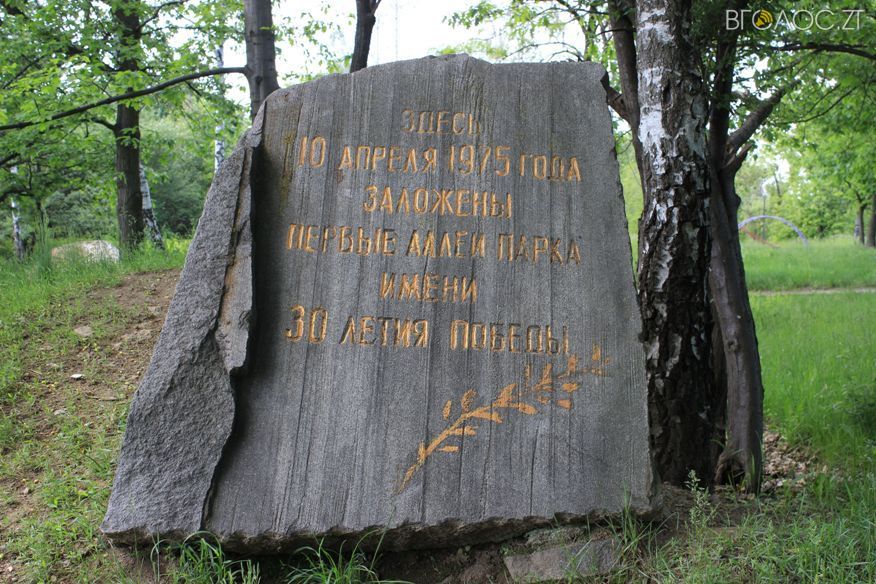 ВГОЛОС.ZT
ЗДЕСЬ
10 АПРЕЛЯ 1975 ГОДА
ЗАЛОЖЕНЫ
ПЕРВЫЕ АЛЛЕИ ПАРКА
ИМЕНИ
30 ЛЕТИЯ ПОБЕДЫ